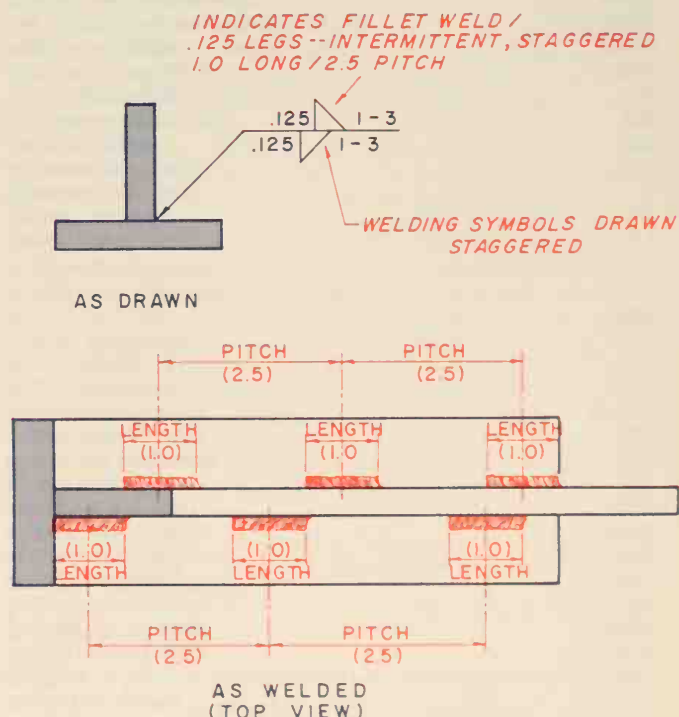 INDICATES FILLET WELD /
.125 LEGS--INTERMITTENT, STAGGERED
1.0 LONG / 2.5 PITCH
.125 1-3
.125 1-3
WELDING SYMBOLS DRAWN
STAGGERED
AS DRAWN
PITCH PITCH
(2.5) (2.5)
LENGTH LENGTH LENGTH
(1.0) (1.0 (1.0)
(1.0) (1.0) (1.0)
LENGTH LENGTH LENGTH
PITCH PITCH
(2.5) (2.5)
AS WELDED
(TOP VIEW)